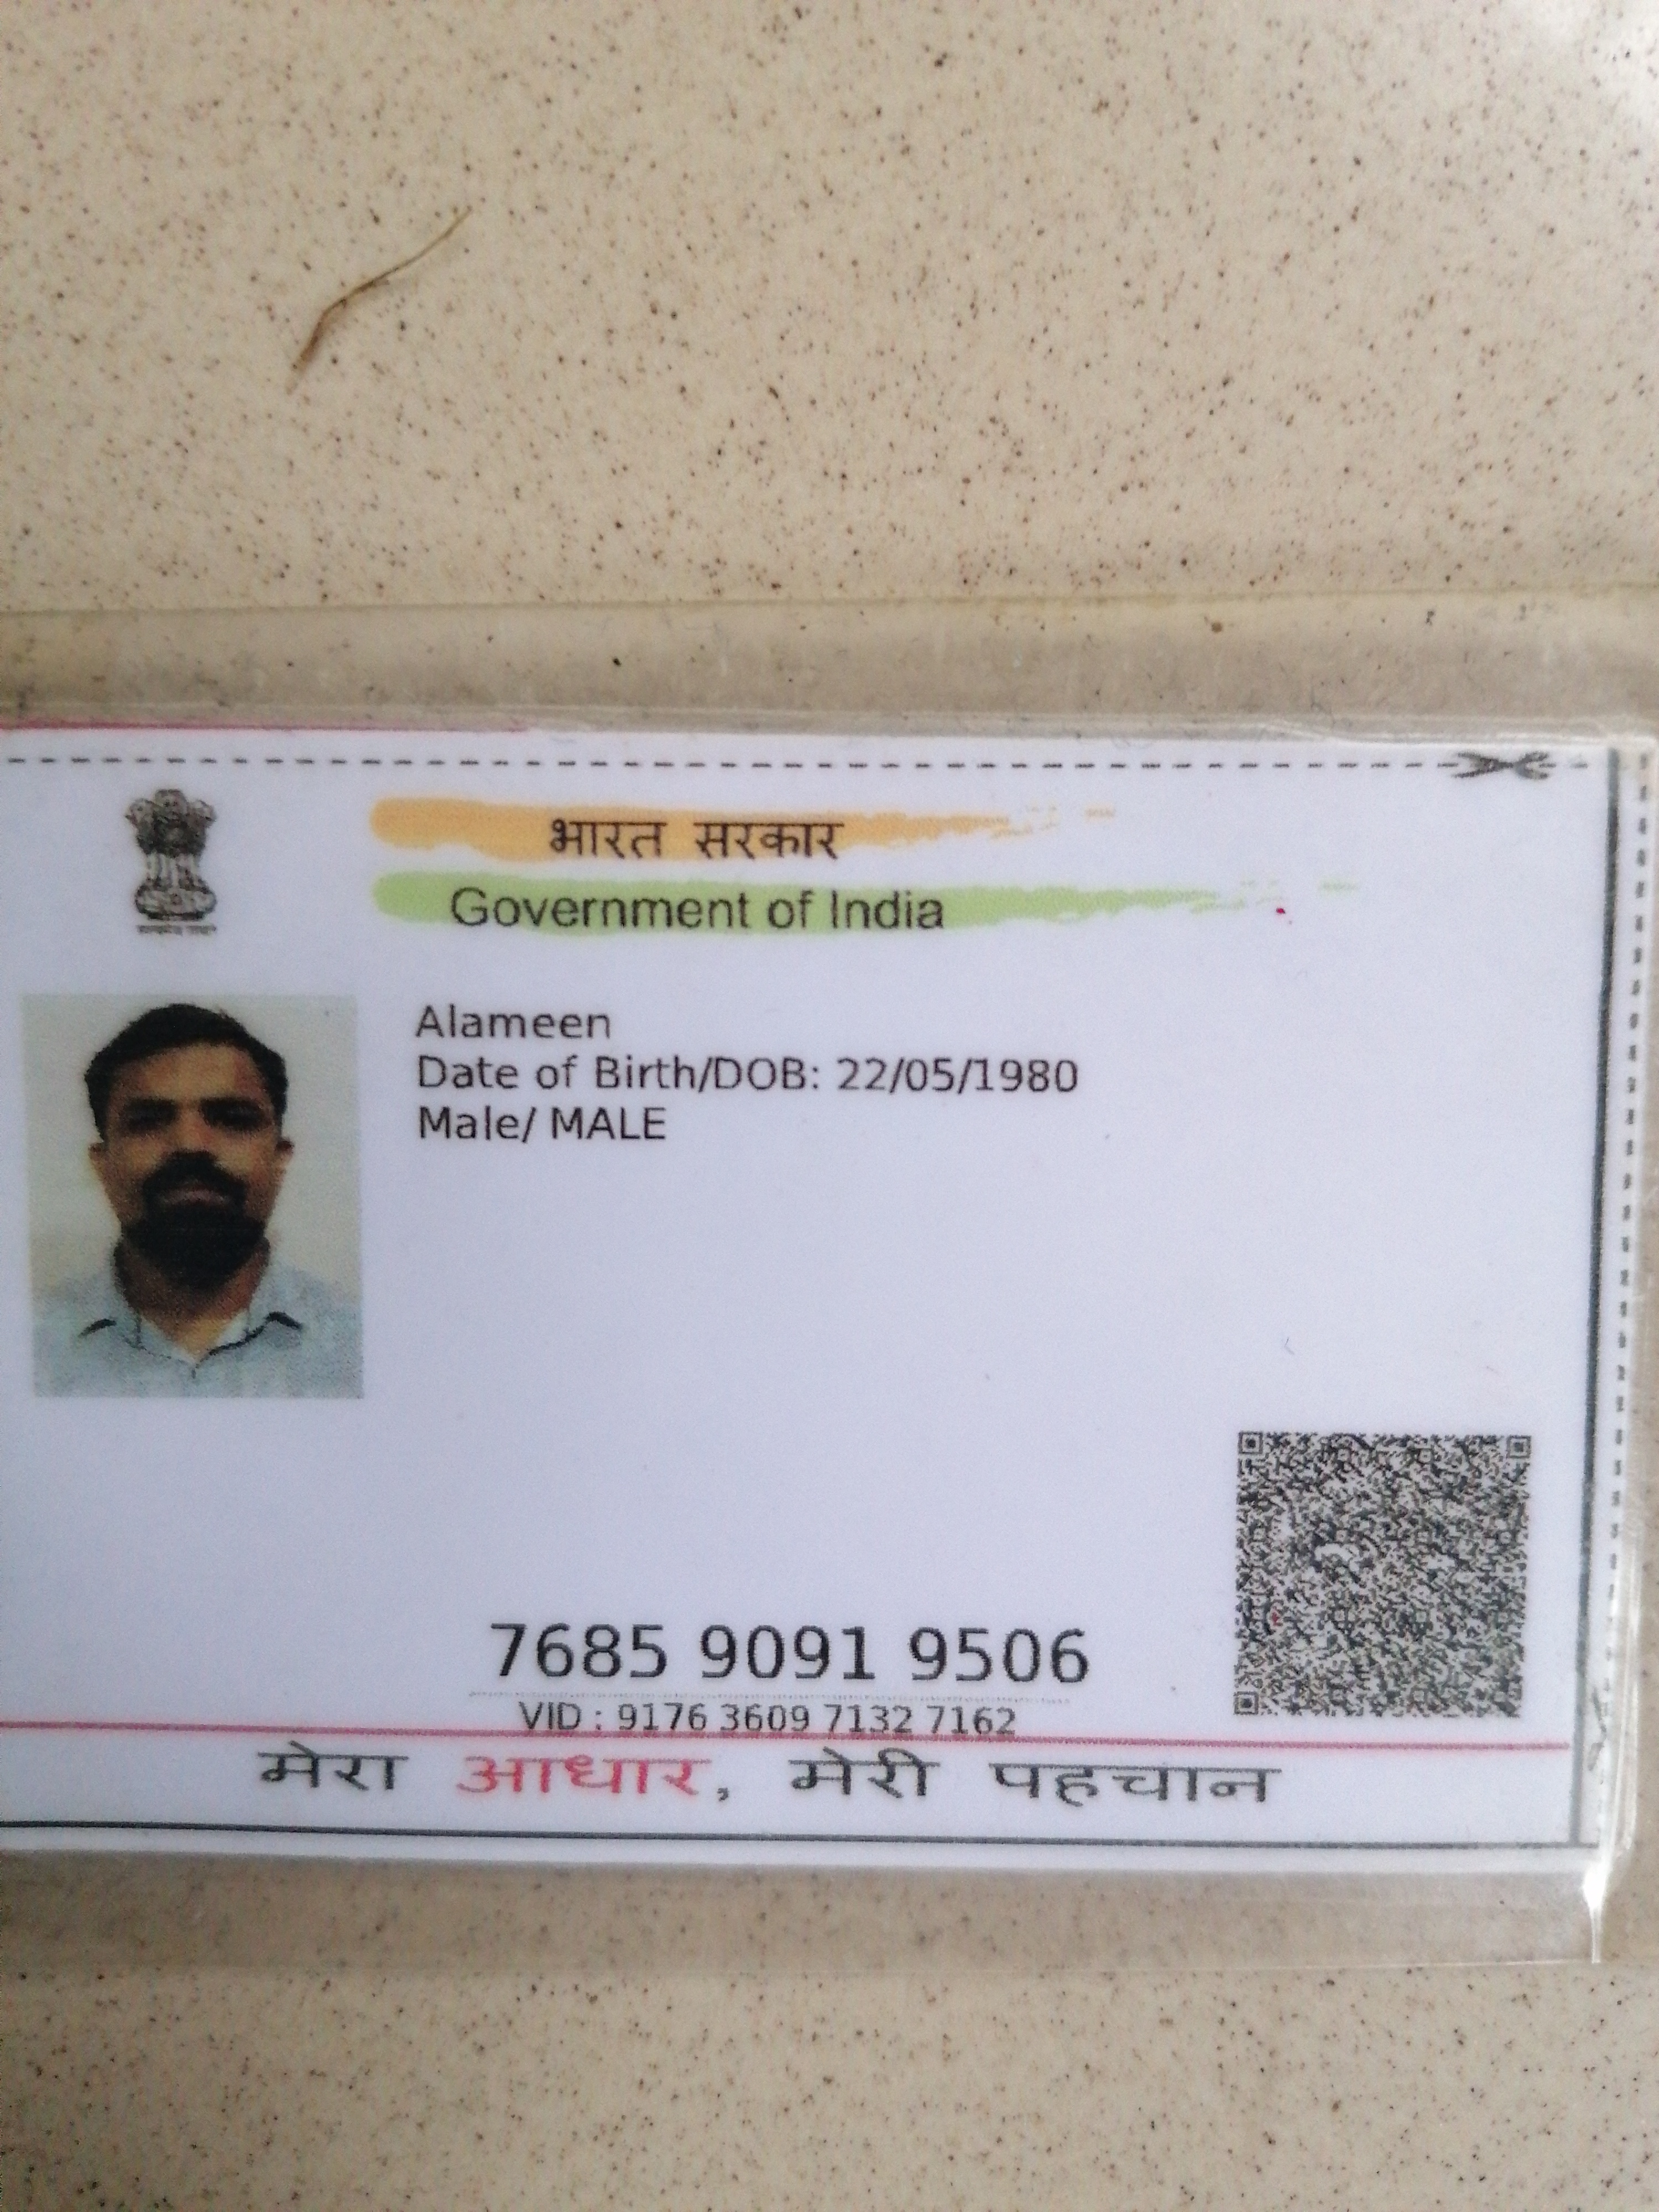 भारत सरकार
Government of India
Alameen
Date of Birth/DOB: 22/05/1980
Male/ MALE
7685 9091 9506
VID : 9176 3609 7132 7162
मेरा आधार, मेरी पहचान